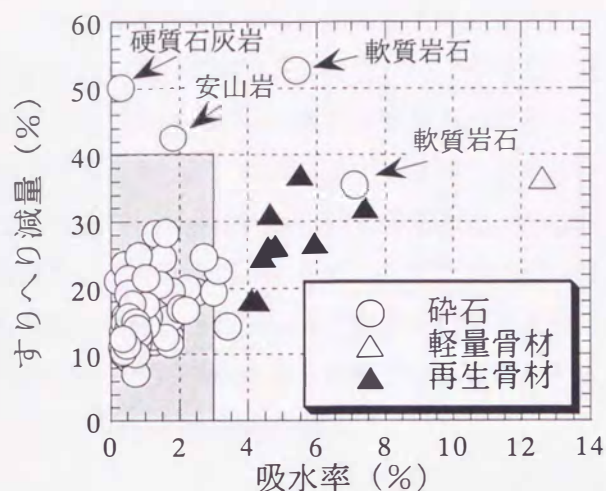 60
50
40
30
20
10
0
すりへり減量（%）
硬質石灰岩
軟質岩石
安山岩
軟質岩石
砕石
軽量骨材
再生骨材
0 2 4 6 8 10 12 14
吸水率（%）